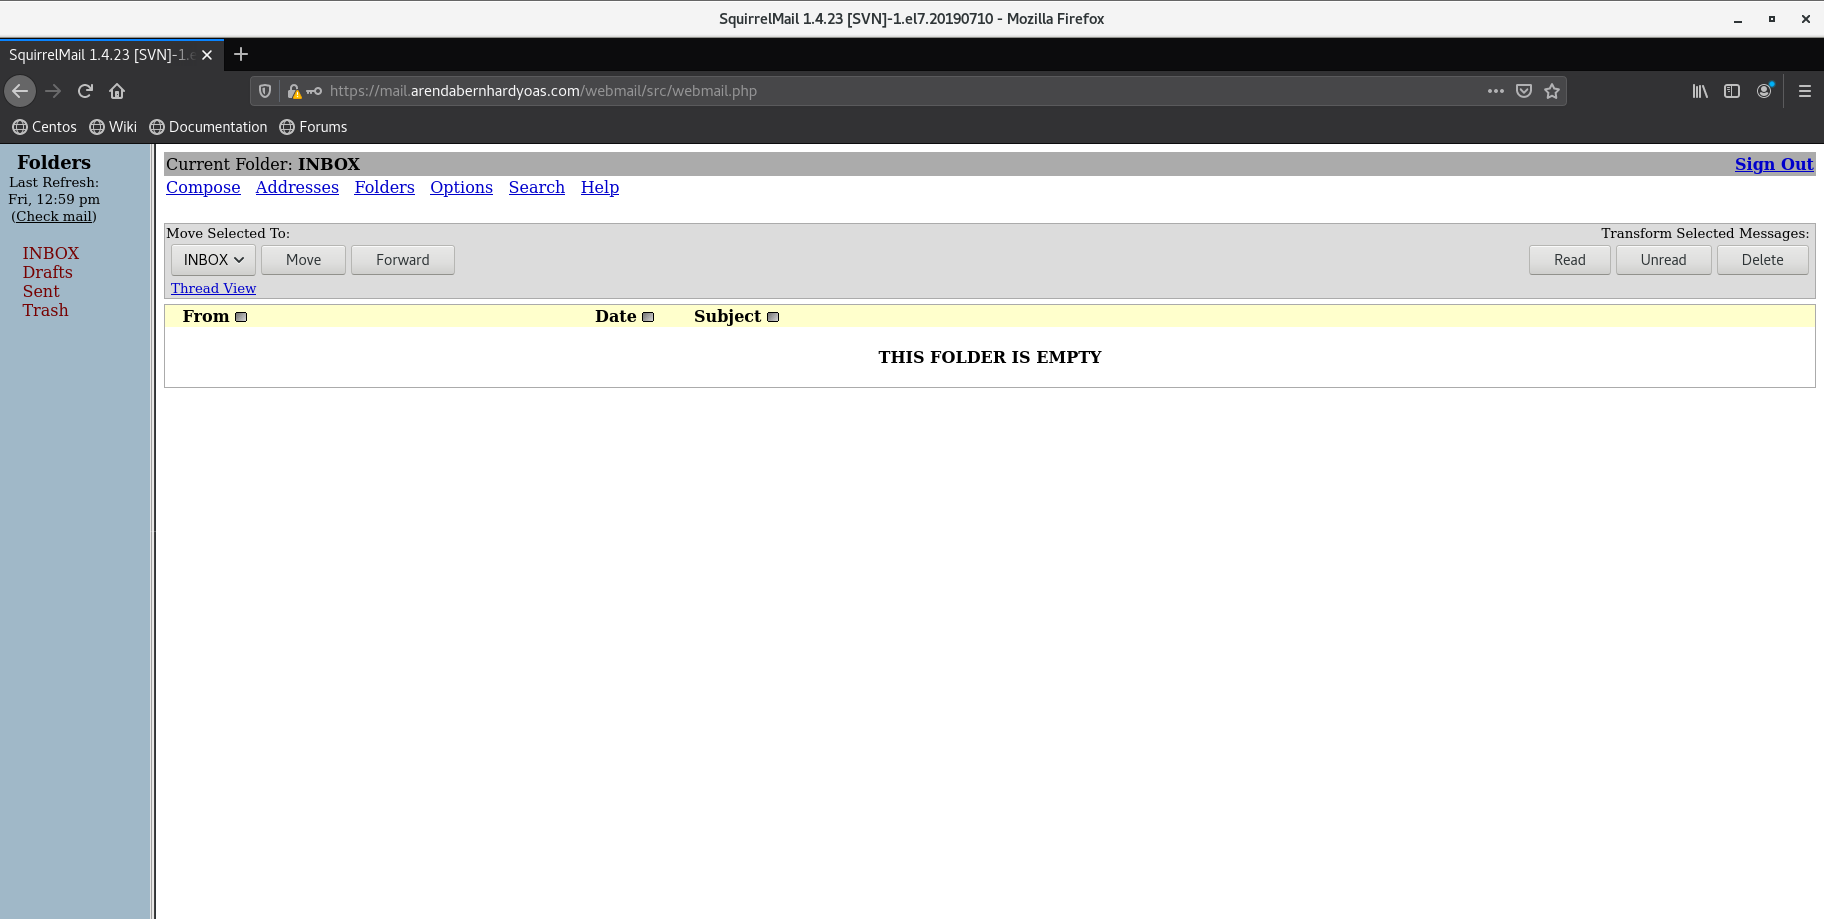 SquirrelMail 1.4.23 [SVN]-1.el7.20190710 - Mozilla Firefox
SquirrelMail 1.4.23 [SVN]-1.e
https://mail.arendabernhardyoas.com/webmail/src/webmail.php
Centos Wiki Documentation Forums
Folders
Last Refresh:
Fri, 12:59 pm
(Check mail)
INBOX
Drafts
Sent
Trash
Current Folder: INBOX Sign Out
Compose Addresses Folders Options Search Help
Move Selected To: Transform Selected Messages:
INBOX Move Forward Read Unread Delete
Thread View
From Date Subject
THIS FOLDER IS EMPTY